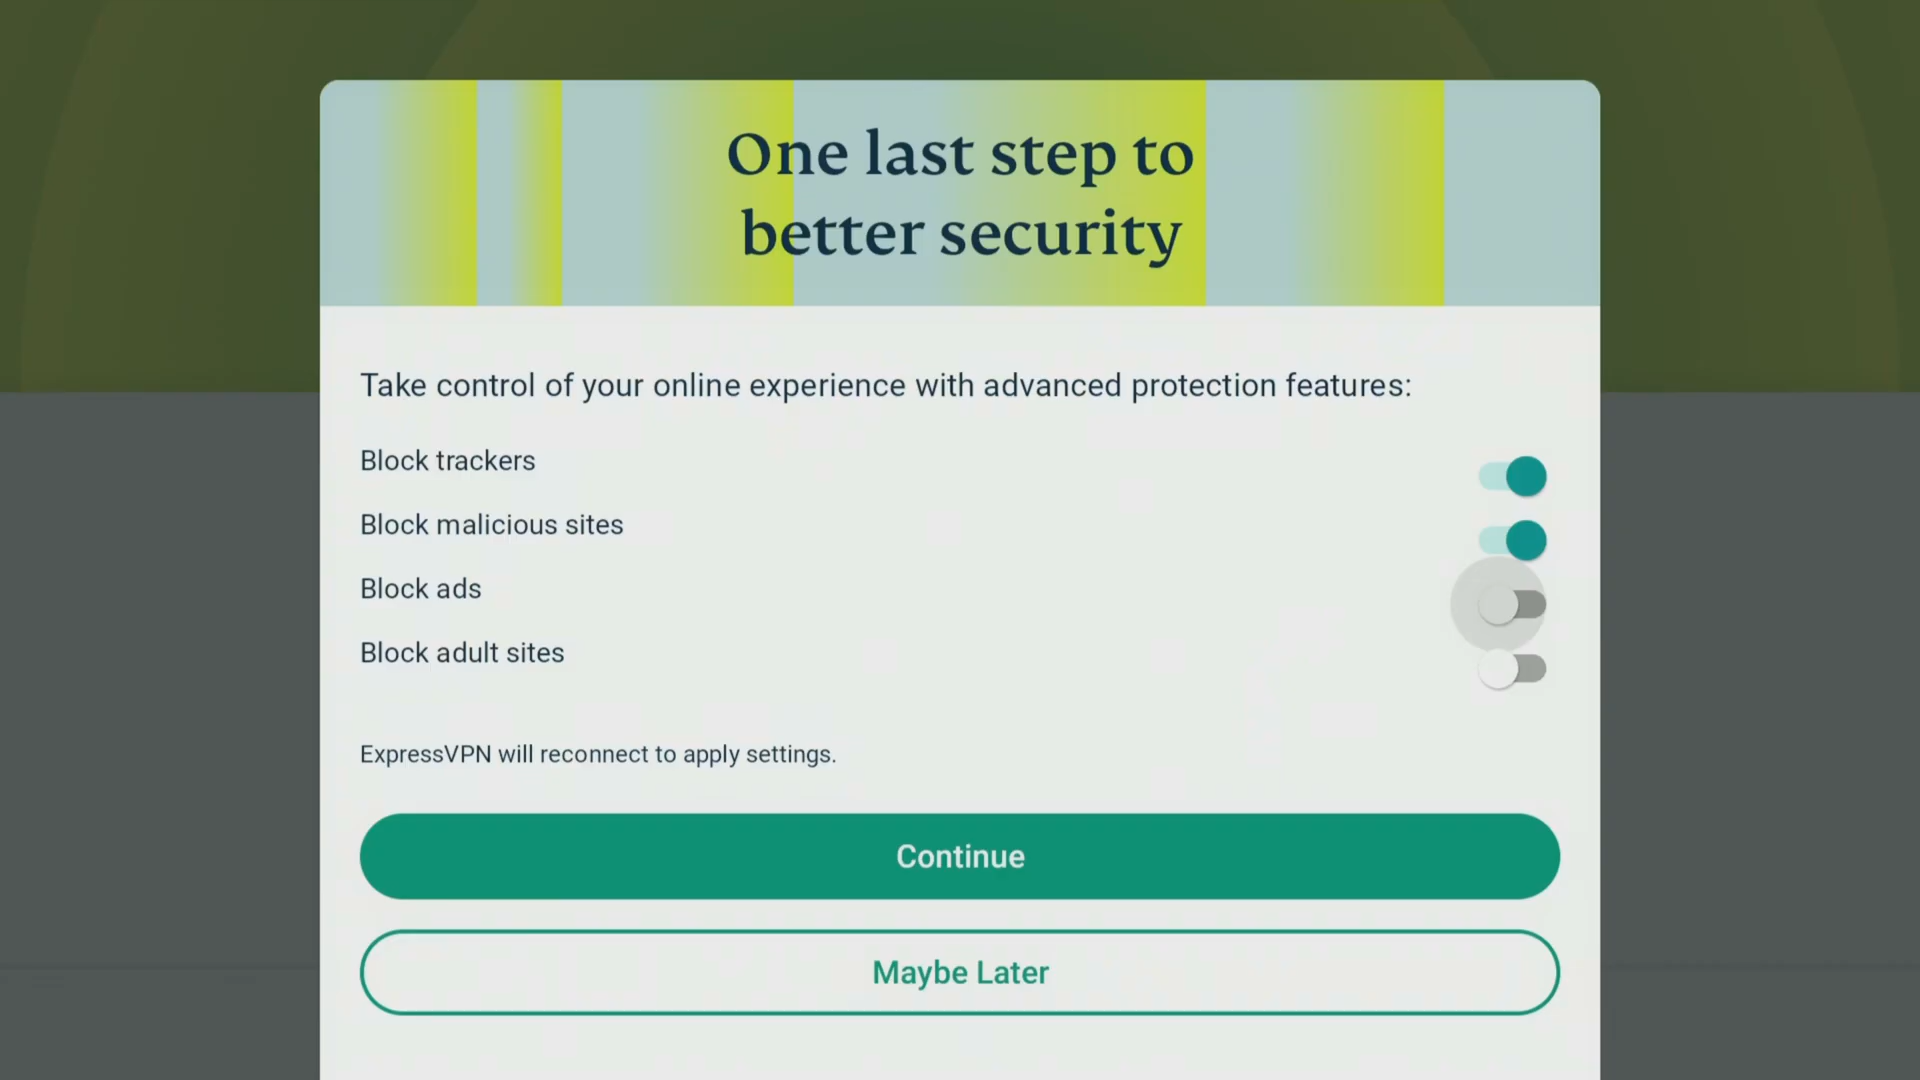 One last step to
better security
Take control of your online experience with advanced protection features:
Block trackers
Block malicious sites
Block ads
Block adult sites
ExpressVPN will reconnect to apply settings.
Continue
Maybe Later